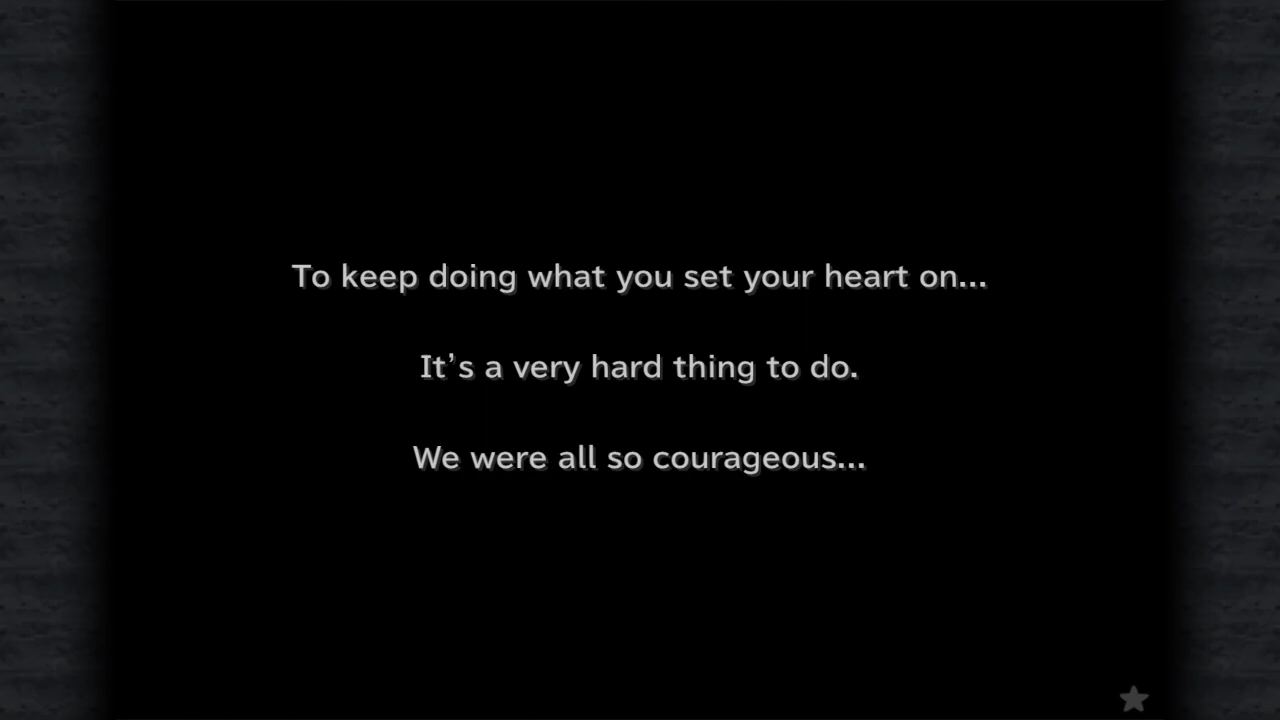 To keep doing what you set your heart on...
It's a very hard thing to do.
We were all so courageous...